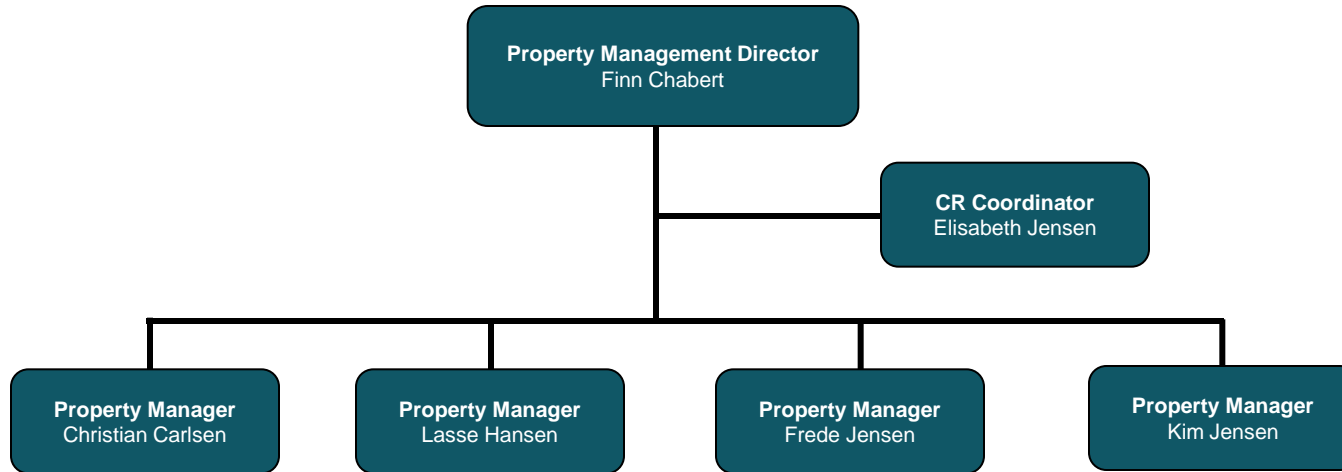 Property Management Director
Finn Chabert
CR Coordinator
Elisabeth Jensen
Property Manager
Christian Carlsen
Property Manager
Lasse Hansen
Property Manager
Frede Jensen
Property Manager
Kim Jensen